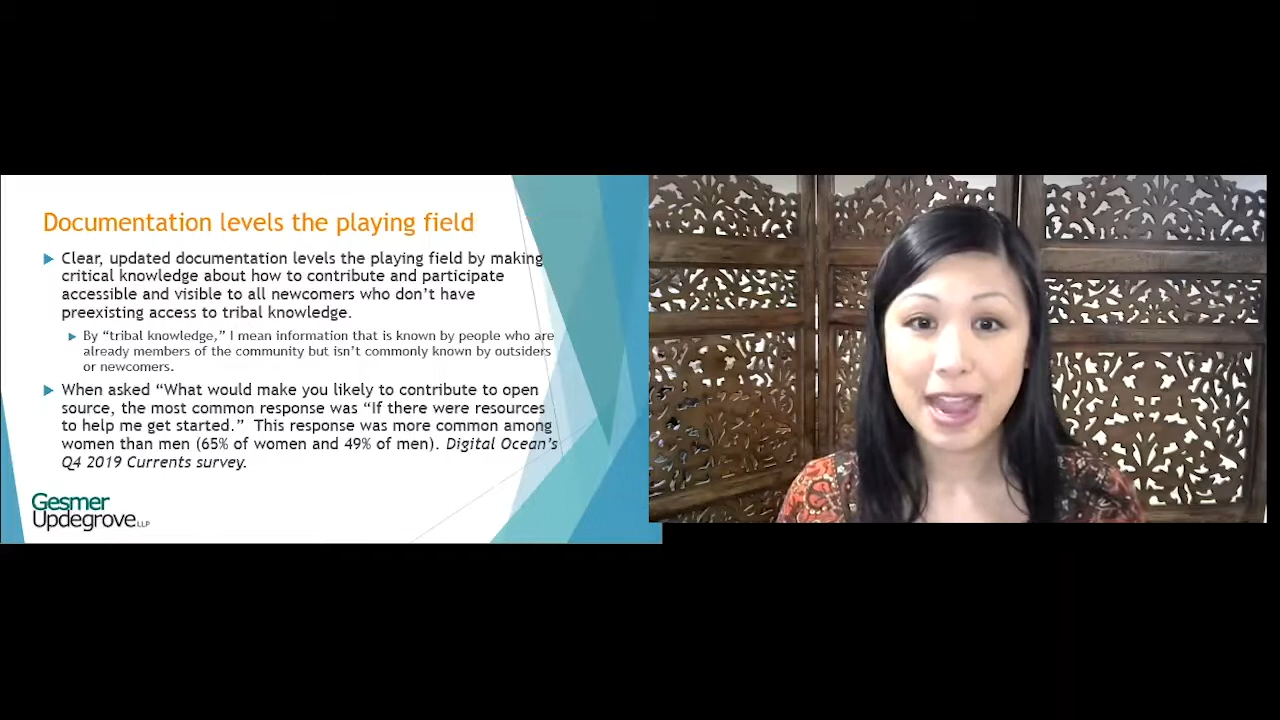 Documentation levels the playing field
Clear, updated documentation levels the playing field by making
critical knowledge about how to contribute and participate
accessible and visible to all newcomers who don’t have
preexisting access to tribal knowledge.
By “tribal knowledge,” I mean information that is known by people who are
already members of the community but isn’t commonly known by outsiders
or newcomers.
When asked “What would make you likely to contribute to open
source, the most common response was “If there were resources
to help me get started.” This response was more common among
women than men (65% of women and 49% of men). Digital Ocean’s
Q4 2019 Currents survey.
Gesmer
Updegrove LLP